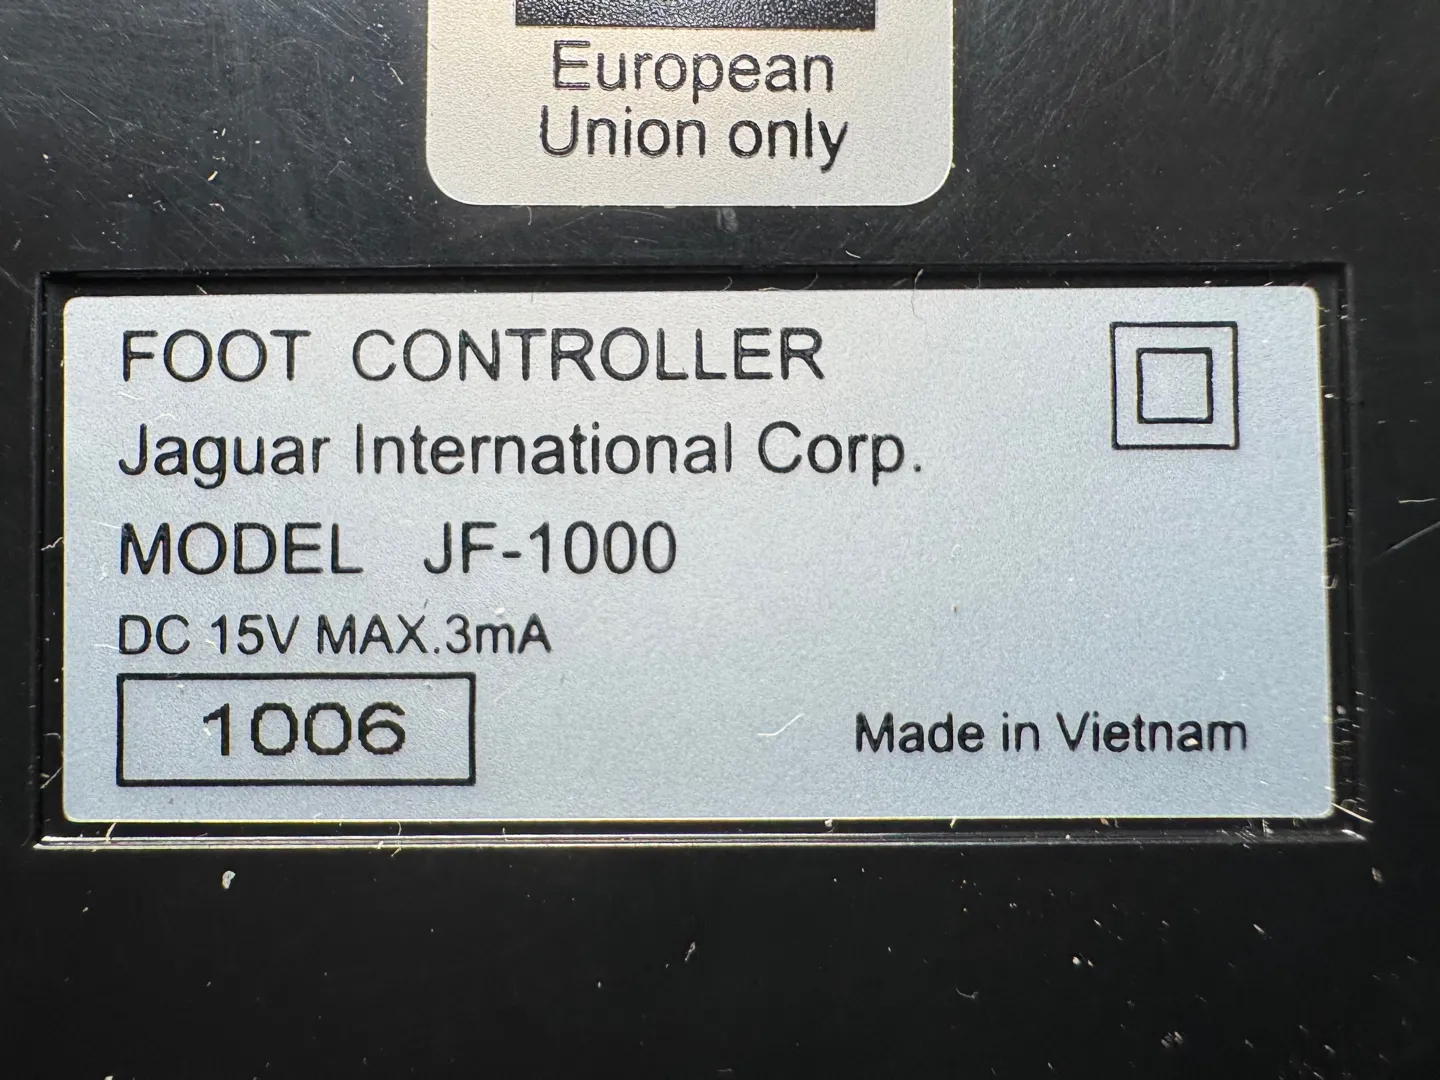 European
Union only
FOOT CONTROLLER
Jaguar International Corp.
MODEL JF-1000
DC 15V MAX.3mA
1006
Made in Vietnam